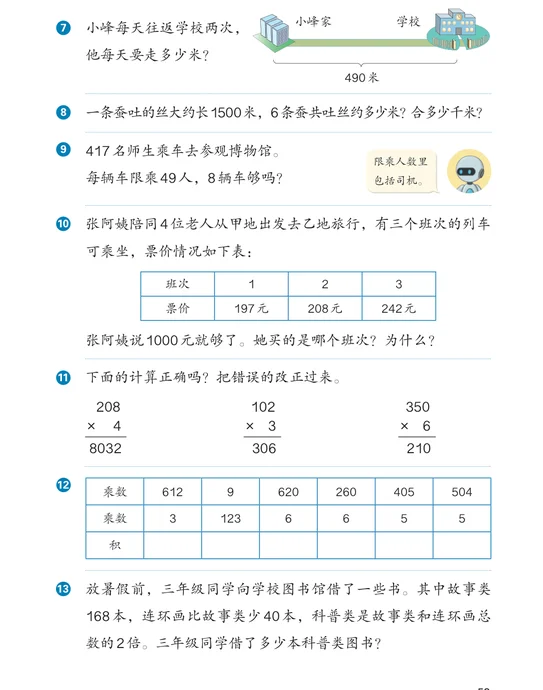 7 小峰每天往返学校两次，
他每天要走多少米？
小峰家 学校
490米
8 一条蚕吐的丝大约长1500米，6条蚕共吐丝约多少米？合多少千米？
9 417名师生乘车去参观博物馆。
每辆车限乘49人，8辆车够吗？
限乘人数里
包括司机。
10 张阿姨陪同4位老人从甲地出发去乙地旅行，有三个班次的列车
可乘坐，票价情况如下表：
班次 1 2 3
票价 197元 208元 242元
张阿姨说1000元就够了。她买的是哪个班次？为什么？
11 下面的计算正确吗？把错误的改正过来。
208 102 350
× 4 × 3 × 6
8032 306 210
12 乘数 612 9 620 260 405 504
乘数 3 123 6 6 5 5
积
13 放暑假前，三年级同学向学校图书馆借了一些书。其中故事类
168本，连环画比故事类少40本，科普类是故事类和连环画总
数的2倍。三年级同学借了多少本科普类图书？